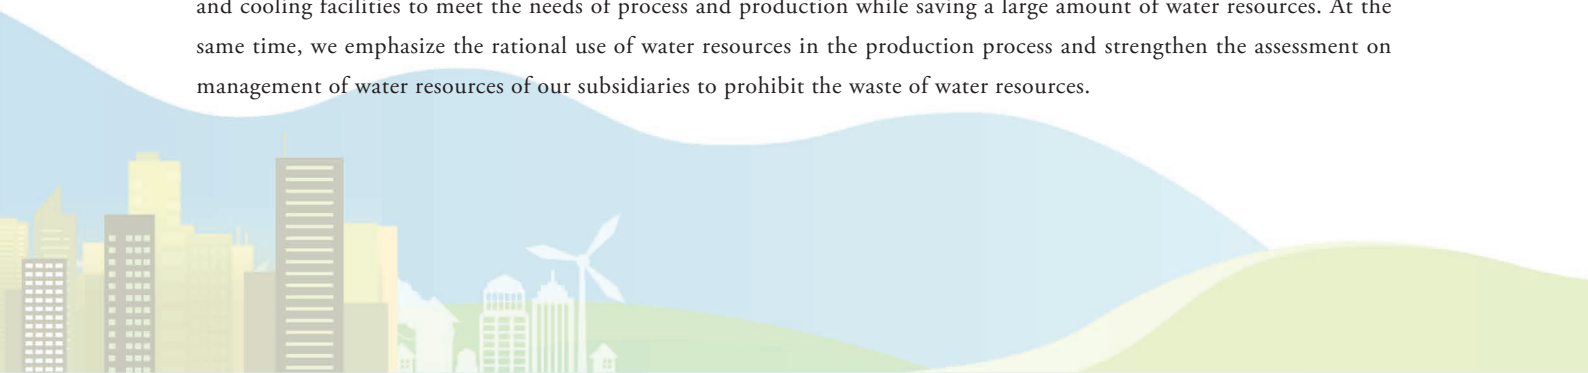 and cooling facilities to meet the needs of process and production while saving a large amount of water resources. At the
same time, we emphasize the rational use of water resources in the production process and strengthen the assessment on
management of water resources of our subsidiaries to prohibit the waste of water resources.